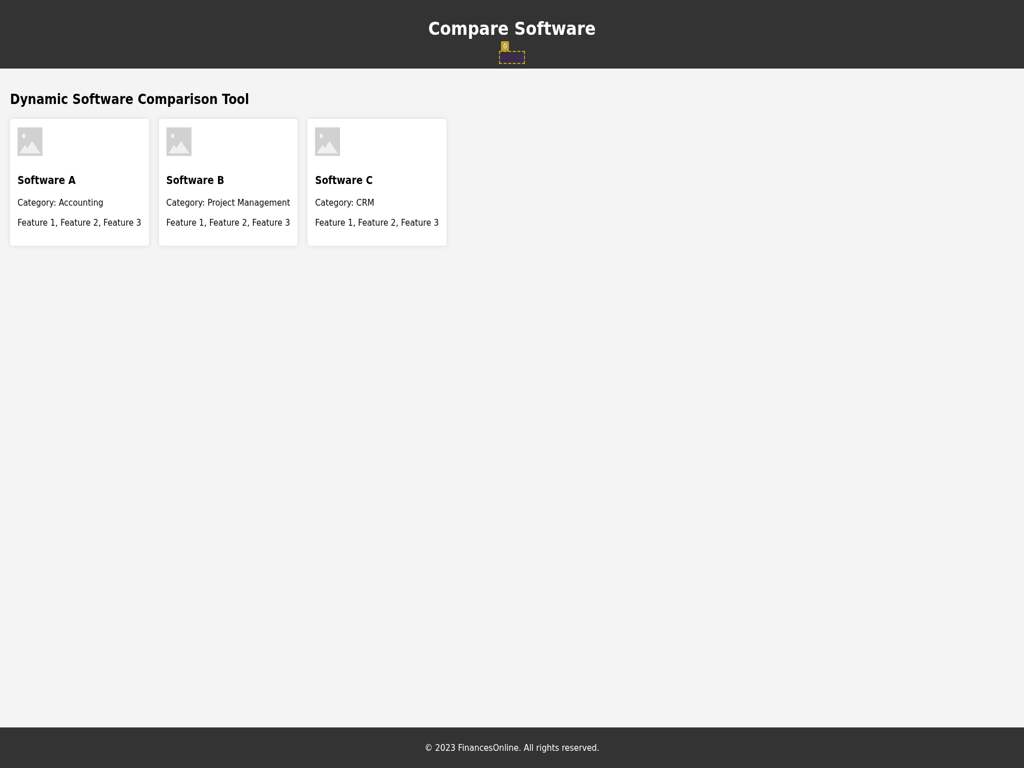 Compare Software
0
Dynamic Software Comparison Tool
Software A
Category: Accounting
Feature 1, Feature 2, Feature 3
Software B
Category: Project Management
Feature 1, Feature 2, Feature 3
Software C
Category: CRM
Feature 1, Feature 2, Feature 3
© 2023 FinancesOnline. All rights reserved.